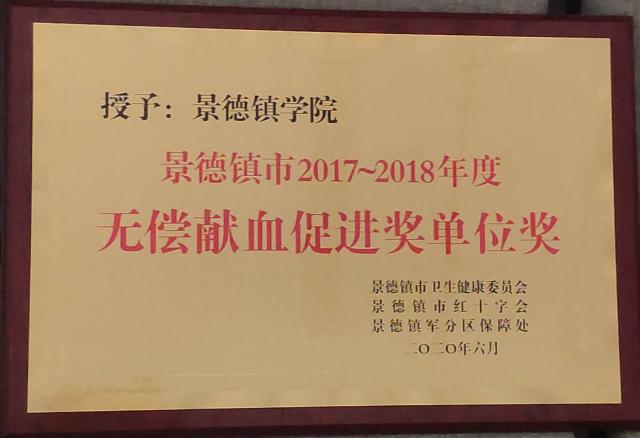 授予：景德镇学院
景德镇市2017~2018年度
无偿献血促进奖单位奖
景德镇市卫生健康委员会
景德镇市红十字会
景德镇军分区保障处
二〇二〇年六月